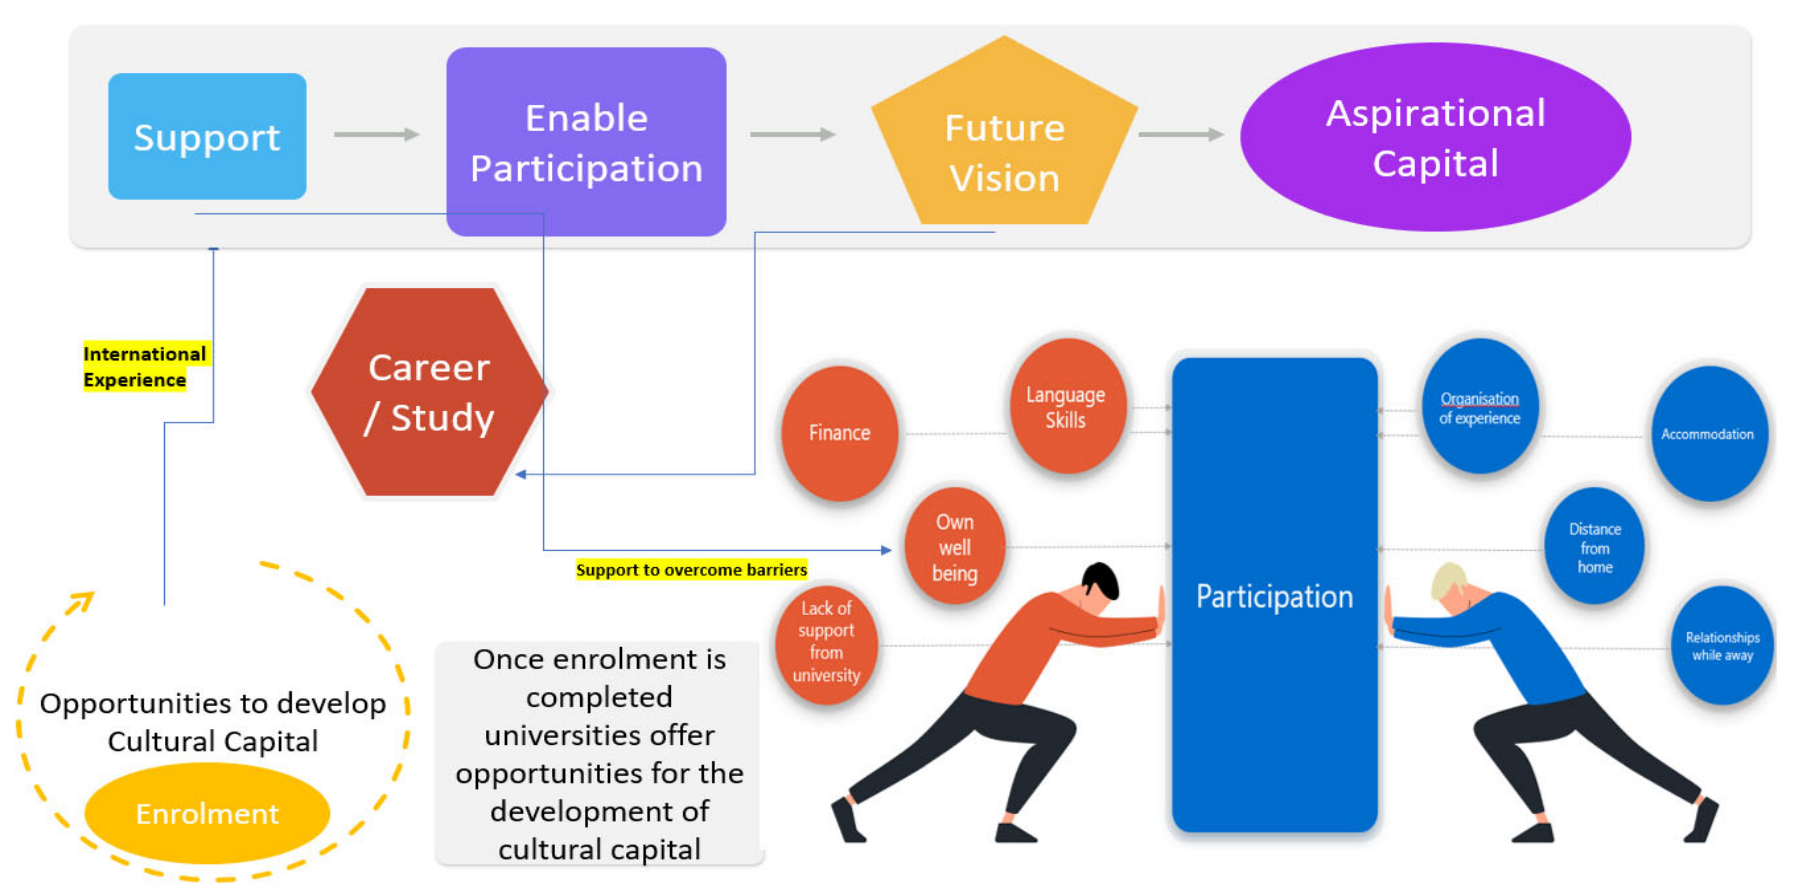 Support
Enable
Participation
Future
Vision
Aspirational
Capital
International
Experience
Career
/ Study
Finance
Language
Skills
Organisation
of experience
Accommodation
Own
well
being
Distance
from
home
Support to overcome barriers
Participation
Lack of
support
from
university
Relationships
while away
Opportunities to develop
Cultural Capital
Enrolment
Once enrolment is
completed
universities offer
opportunities for the
development of
cultural capital